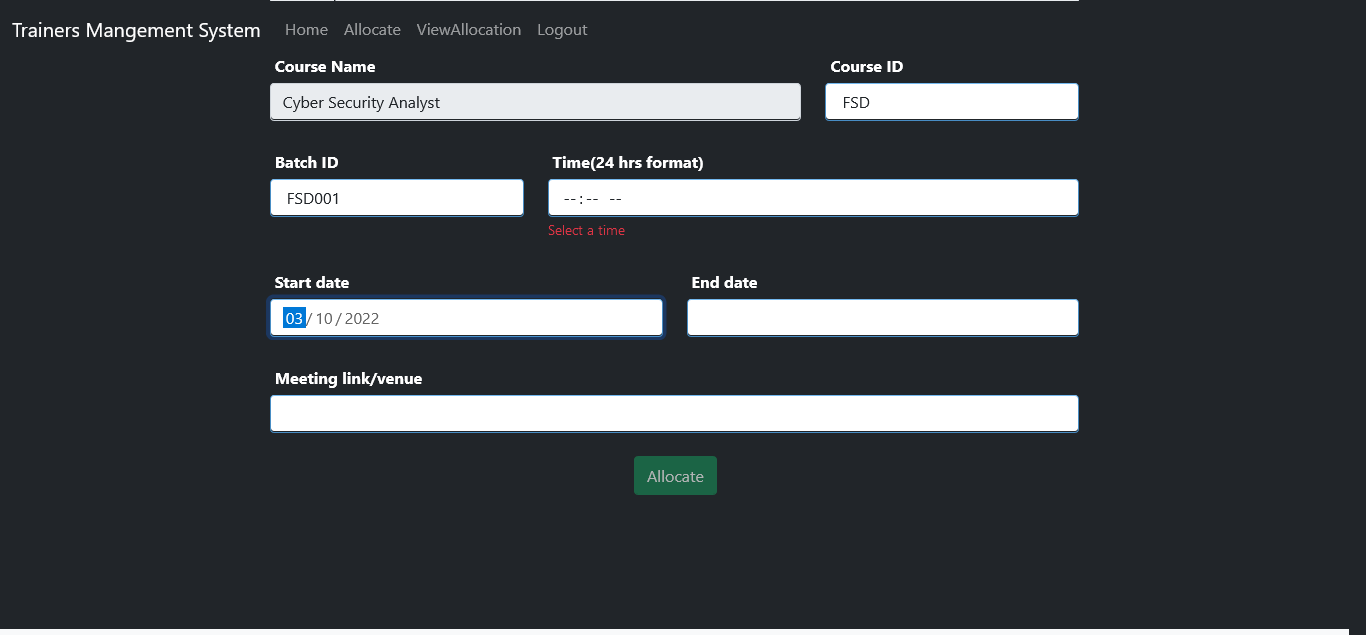 Trainers Mangement System Home Allocate ViewAllocation Logout
Course Name Course ID
Cyber Security Analyst FSD
Batch ID Time(24 hrs format)
FSD001 --:-- --
Select a time
Start date End date
03/10/2022
Meeting link/venue
Allocate